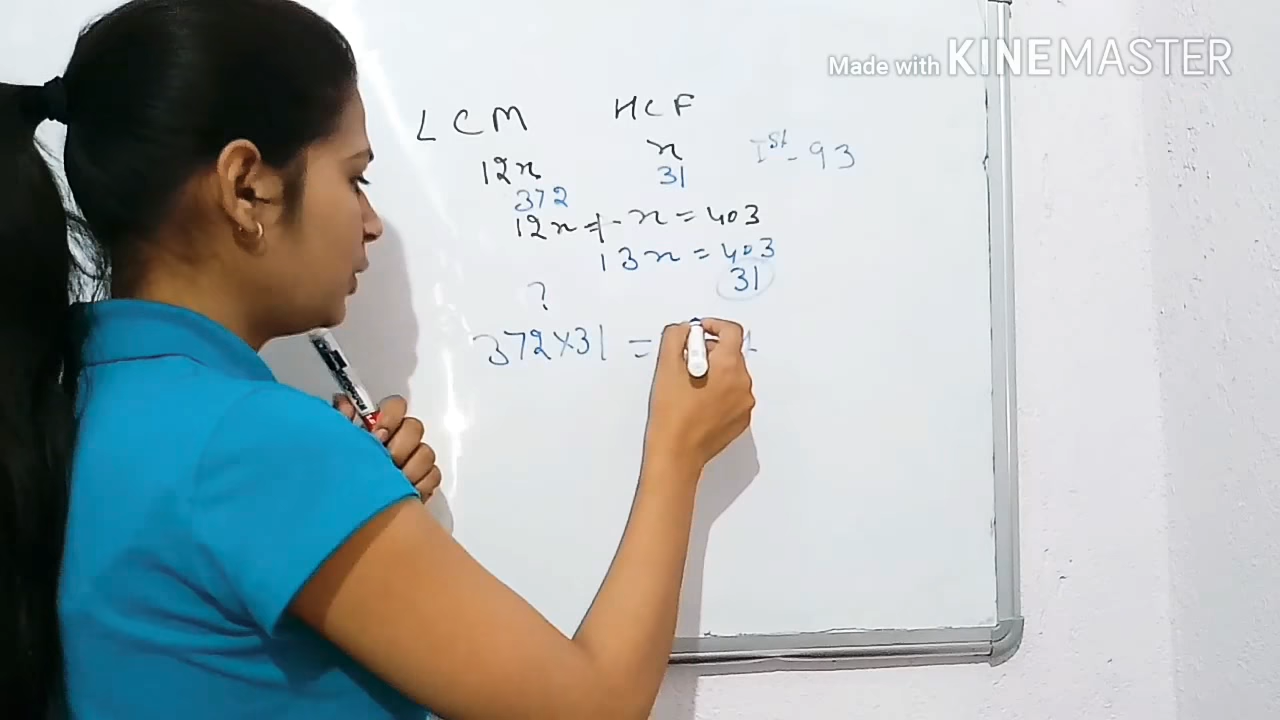 Made with KINEMASTER
LCM HCF
12x x Ist - 93
372 31
12x + x = 403
13x = 403
31
?
372 x 31 =